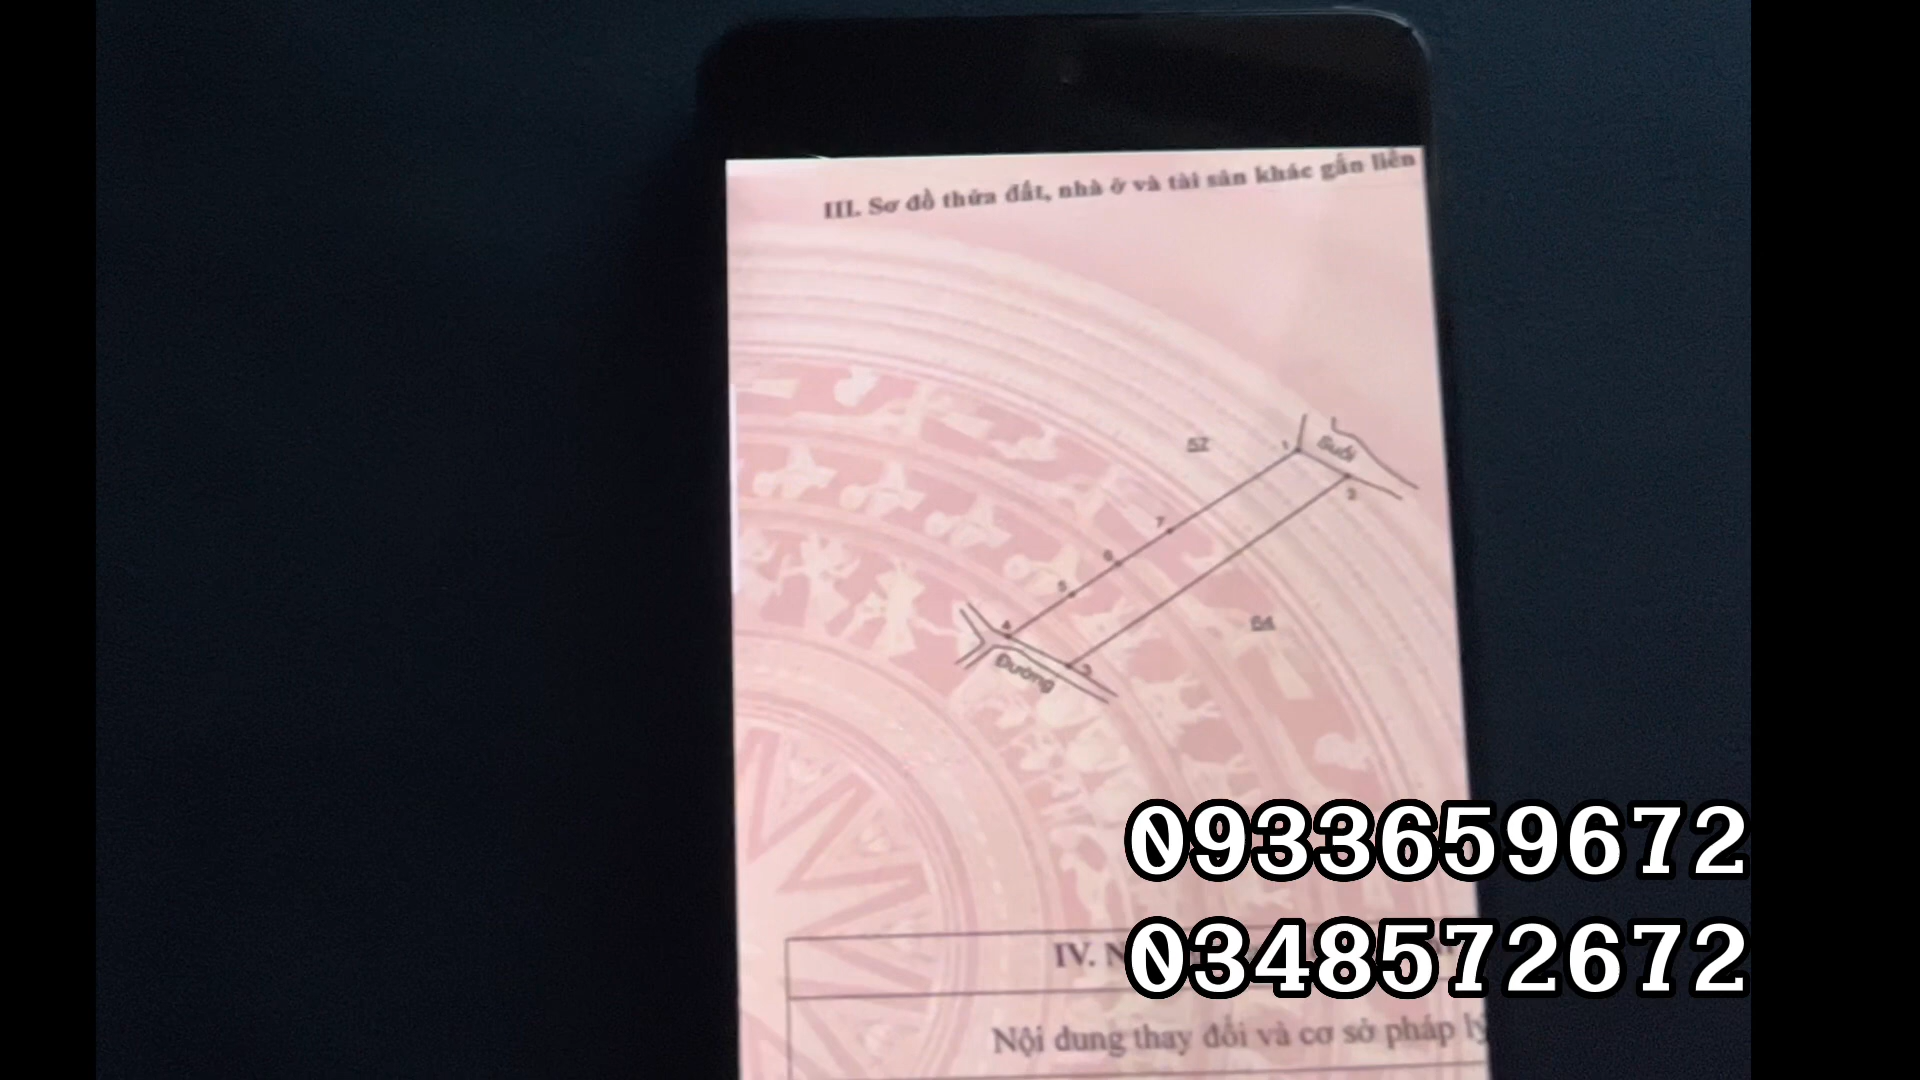 III. Sơ đồ thửa đất, nhà ở và tài sản khác gắn liền
57
1
Suối
2
7
6
5
64
4
3
Đường
0933659672
IV. N
0348572672
Nội dung thay đổi và cơ sở pháp lý